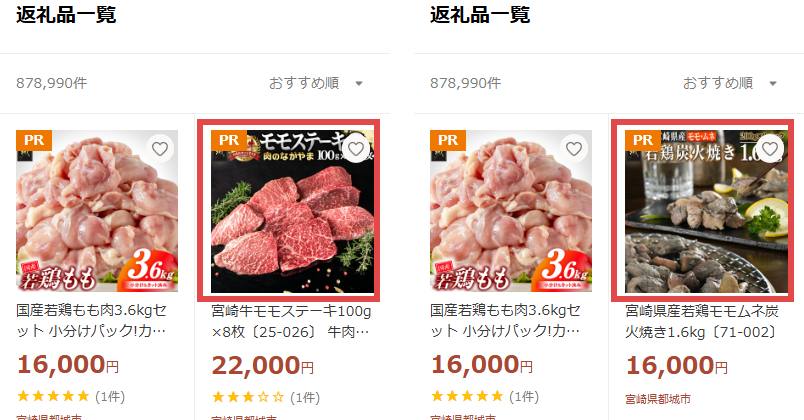 返礼品一覧
878,990件
おすすめ順
PR
国産
若鶏もも
3.6kg
国産若鶏もも肉3.6kgセ
ット 小分けパック!カ…
16,000円
(1件)
宮崎県都城市
PR
モモステーキ
肉のなかやま
100g×
宮崎牛モモステーキ100g
×8枚〔25-026〕 牛肉…
22,000円
(1件)
宮崎県都城市
返礼品一覧
878,990件
おすすめ順
PR
国産
若鶏もも
3.6kg
国産若鶏もも肉3.6kgセ
ット 小分けパック!カ…
16,000円
(1件)
宮崎県都城市
PR
県産
モモ・ムネ
若鶏炭火焼き
宮崎県産若鶏モモムネ炭
火焼き1.6kg〔71-002〕
16,000円
宮崎県都城市